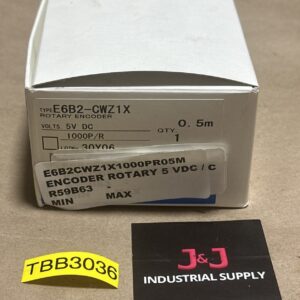 TYPE E6B2-CWZ1X
ROTARY ENCODER
VOLTS 5V DC 0.5m
1000P/R QTY.
30Y06 1
E6B2CWZ1X1000PR05M
ENCODER ROTARY 5 VDC / C
R59B63 -
MIN MAX
TBB3036
J&J
INDUSTRIAL SUPPLY